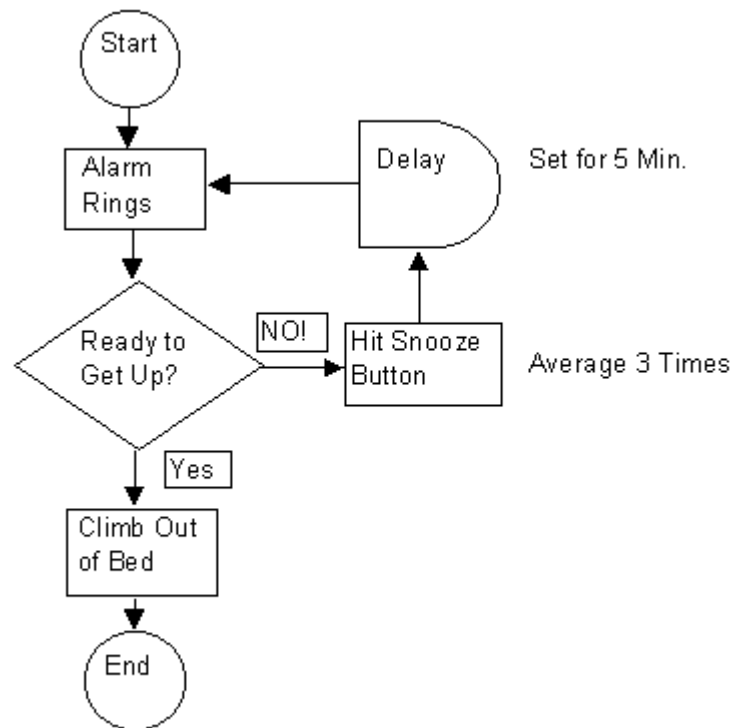 Start
Alarm
Rings
Delay
Set for 5 Min.
Ready to
Get Up?
NO!
Hit Snooze
Button
Average 3 Times
Yes
Climb Out
of Bed
End